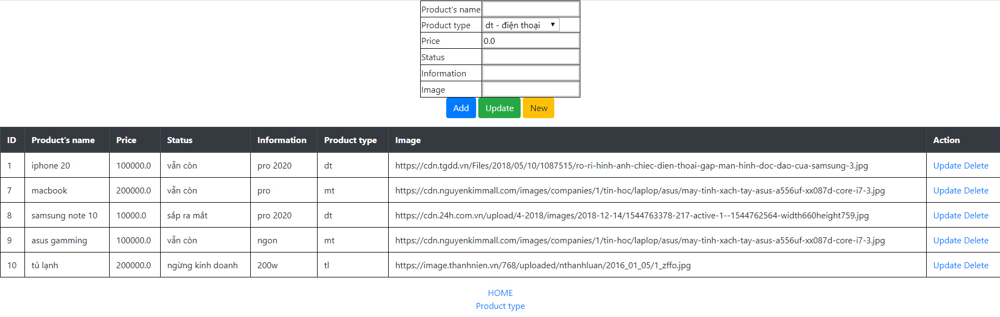 Product's name
Product type dt - điện thoại
Price 0.0
Status
Information
Image
Add Update New
ID Product's name Price Status Information Product type Image Action
1 iphone 20 100000.0 vẫn còn pro 2020 dt https://cdn.tgdd.vn/Files/2018/05/10/1087515/ro-ri-hinh-anh-chiec-dien-thoai-gap-man-hinh-doc-dao-cua-samsung-3.jpg Update Delete
7 macbook 200000.0 vẫn còn pro mt https://cdn.nguyenkimmall.com/images/companies/1/tin-hoc/laplop/asus/may-tinh-xach-tay-asus-a556uf-xx087d-core-i7-3.jpg Update Delete
8 samsung note 10 10000.0 sắp ra mắt pro 2020 dt https://cdn.24h.com.vn/upload/4-2018/images/2018-12-14/1544763378-217-active-1--1544762564-width660height759.jpg Update Delete
9 asus gamming 100000.0 vẫn còn ngon mt https://cdn.nguyenkimmall.com/images/companies/1/tin-hoc/laplop/asus/may-tinh-xach-tay-asus-a556uf-xx087d-core-i7-3.jpg Update Delete
10 tủ lạnh 200000.0 ngừng kinh doanh 200w tl https://image.thanhnien.vn/768/uploaded/nthanhluan/2016_01_05/1_zffo.jpg Update Delete
HOME
Product type